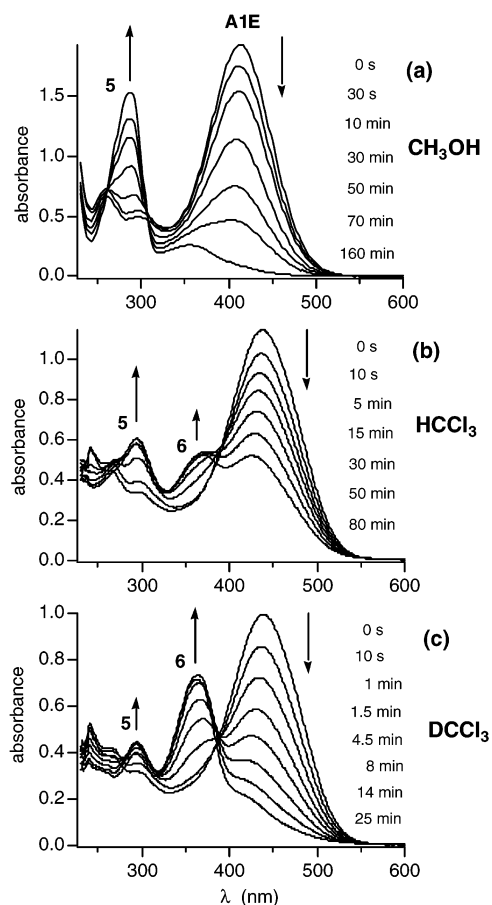 A1E
5
0 s
(a)
30 s
10 min
CH3OH
30 min
50 min
70 min
160 min
absorbance
1.5
1.0
0.5
0.0
300
400
500
600
0 s
(b)
10 s
5 min
5
6
15 min
HCCl3
30 min
50 min
80 min
absorbance
1.0
0.8
0.6
0.4
0.2
0.0
300
400
500
600
0 s
(c)
10 s
6
1 min
5
1.5 min
4.5 min
DCCl3
8 min
14 min
25 min
absorbance
1.0
0.8
0.6
0.4
0.2
0.0
300
400
500
600
λ (nm)